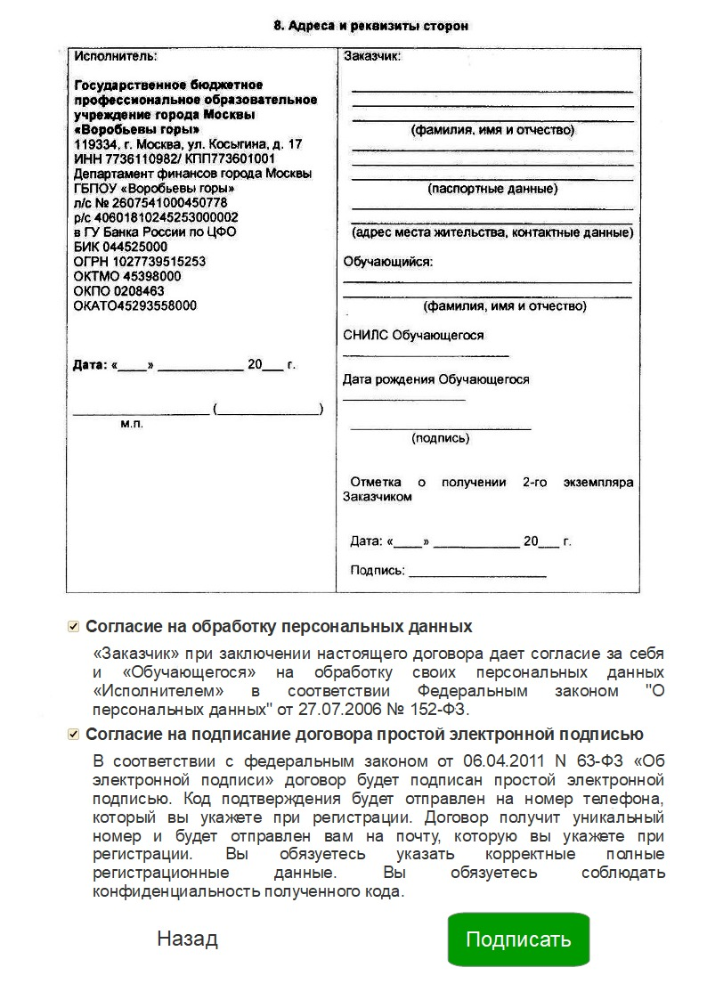 8. Адреса и реквизиты сторон
Исполнитель:
Государственное бюджетное
профессиональное образовательное
учреждение города Москвы
«Воробьевы горы»
119334, г. Москва, ул. Косыгина, д. 17
ИНН 7736110982/ КПП773601001
Департамент финансов города Москвы
ГБПОУ «Воробьевы горы»
л/с № 2607541000450778
р/с 40601810245253000002
в ГУ Банка России по ЦФО
БИК 044525000
ОГРН 1027739515253
ОКТМО 45398000
ОКПО 0208463
ОКАТО45293558000
Дата: «____» _____________ 20___ г.
____________________ (_______________)
м.п.
Заказчик:
(фамилия, имя и отчество)
(паспортные данные)
(адрес места жительства, контактные данные)
Обучающийся:
(фамилия, имя и отчество)
СНИЛС Обучающегося
Дата рождения Обучающегося
(подпись)
Отметка о получении 2-го экземпляра
Заказчиком
Дата: «____» _____________ 20___ г.
Подпись: ____________________
Согласие на обработку персональных данных
«Заказчик» при заключении настоящего договора дает согласие за себя
и «Обучающегося» на обработку своих персональных данных
«Исполнителем» в соответствии Федеральным законом "О
персональных данных" от 27.07.2006 № 152-ФЗ.
Согласие на подписание договора простой электронной подписью
В соответствии с федеральным законом от 06.04.2011 N 63-ФЗ «Об
электронной подписи» договор будет подписан простой электронной
подписью. Код подтверждения будет отправлен на номер телефона,
который вы укажете при регистрации. Договор получит уникальный
номер и будет отправлен вам на почту, которую вы укажете при
регистрации. Вы обязуетесь указать корректные полные
регистрационные данные. Вы обязуетесь соблюдать
конфиденциальность полученного кода.
Назад
Подписать